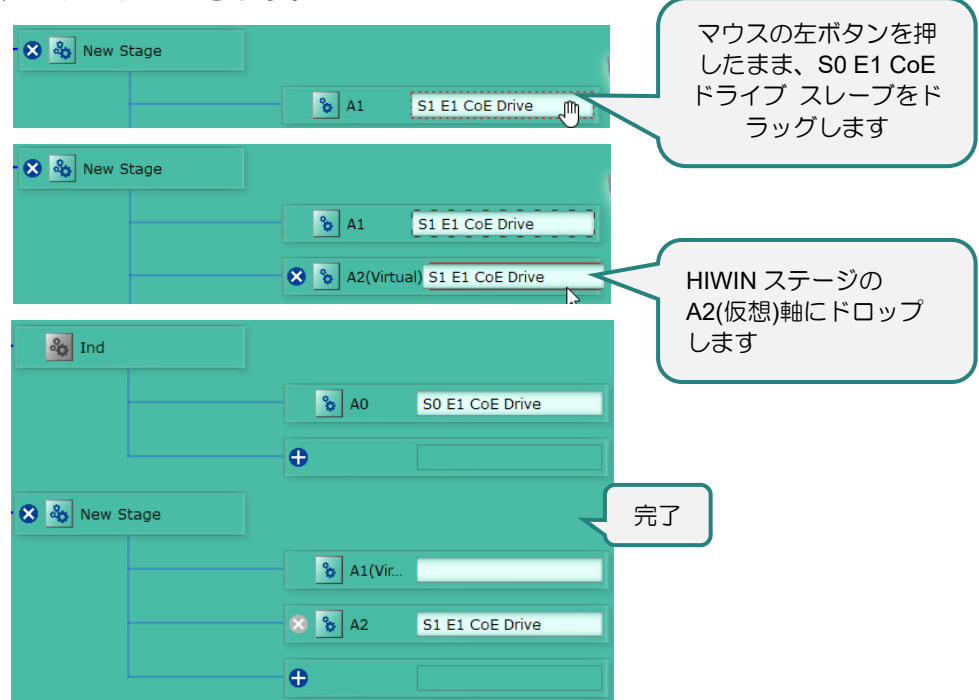 New Stage
A1 S1 E1 CoE Drive
マウスの左ボタンを押
したまま、S0 E1 CoE
ドライブ スレーブをド
ラッグします
New Stage
A1 S1 E1 CoE Drive
A2(Virtual) S1 E1 CoE Drive
HIWIN ステージの
A2(仮想)軸にドロップ
します
Ind
A0 S0 E1 CoE Drive
New Stage
完了
A1(Vir...
A2 S1 E1 CoE Drive